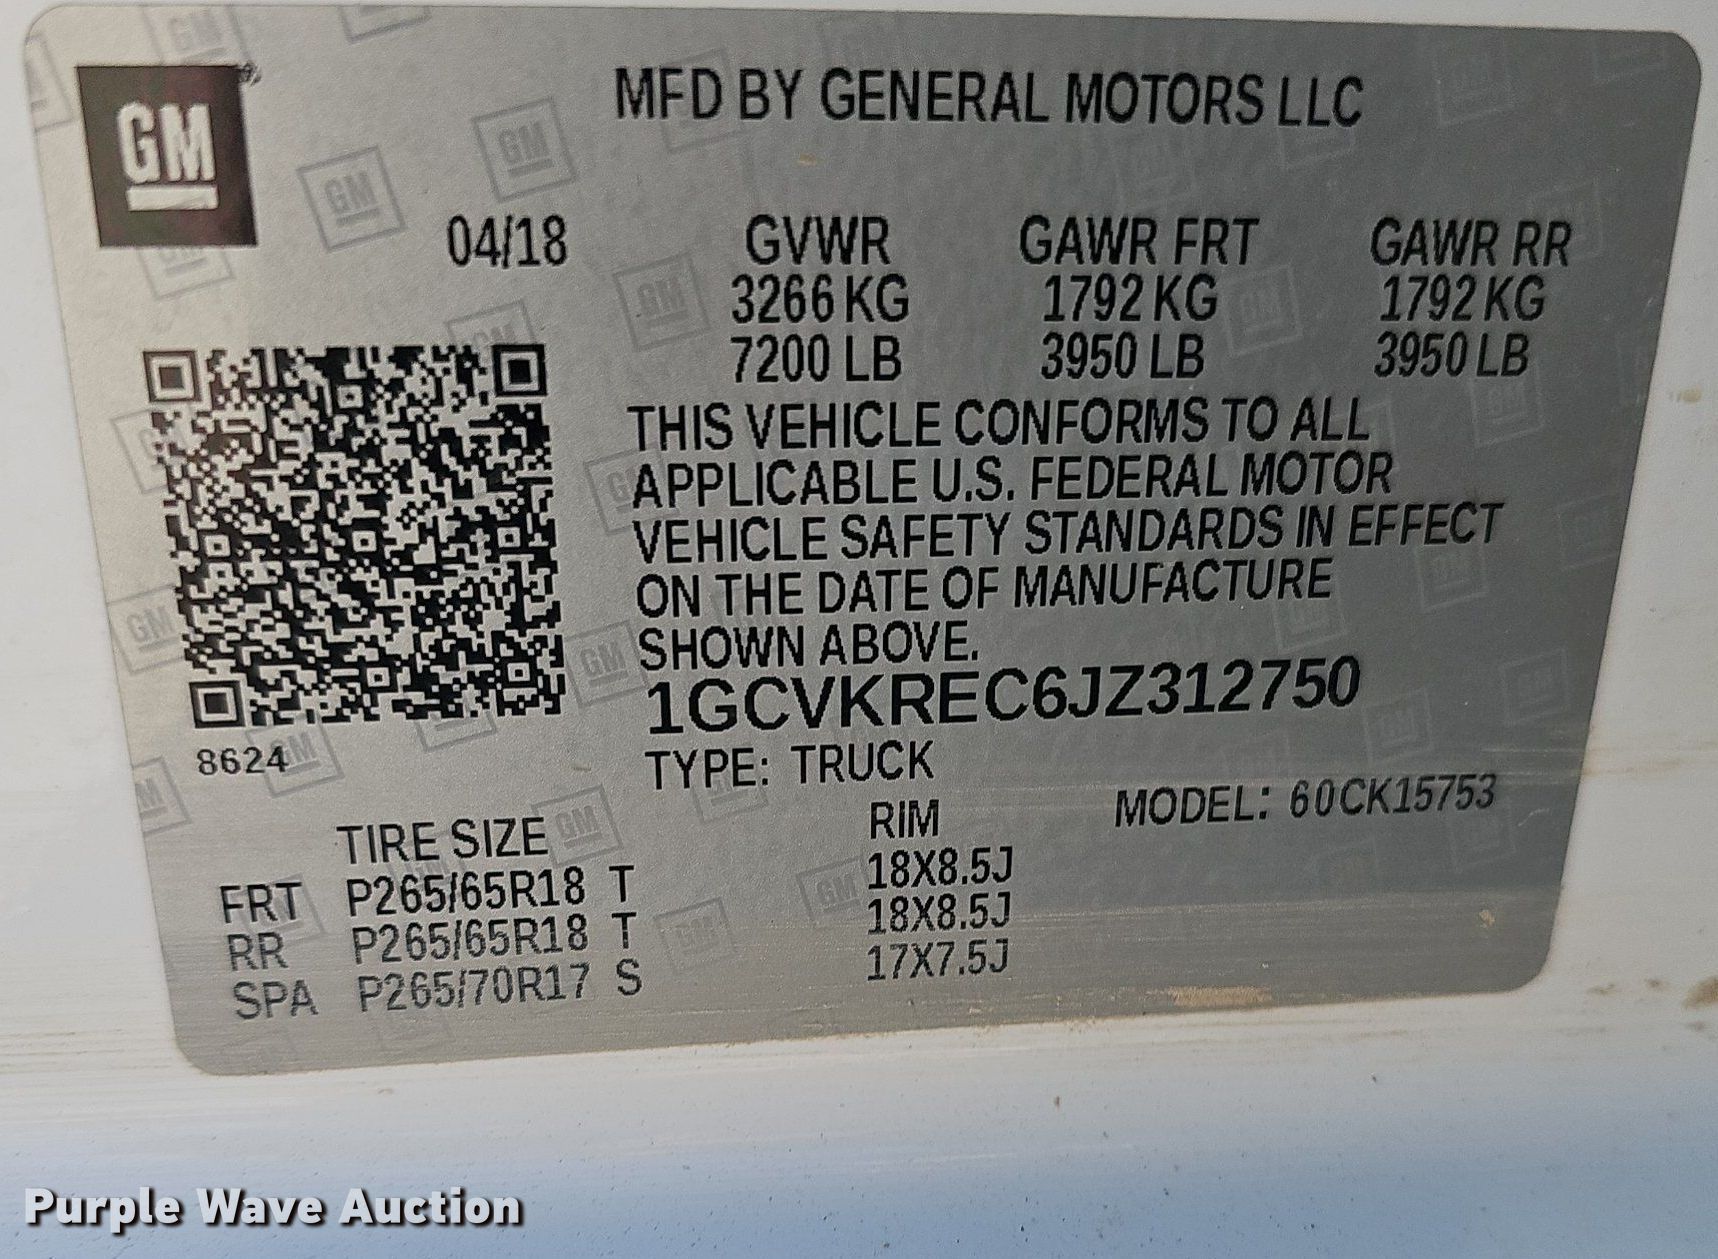 GM
MFD BY GENERAL MOTORS LLC
04/18 GVWR GAWR FRT GAWR RR
3266 KG 1792 KG 1792 KG
7200 LB 3950 LB 3950 LB
THIS VEHICLE CONFORMS TO ALL
APPLICABLE U.S. FEDERAL MOTOR
VEHICLE SAFETY STANDARDS IN EFFECT
ON THE DATE OF MANUFACTURE
SHOWN ABOVE.
1GCVKREC6JZ312750
8624
TYPE: TRUCK
MODEL: 60CK15753
TIRE SIZE RIM
FRT P265/65R18 T 18X8.5J
RR P265/65R18 T 18X8.5J
SPA P265/70R17 S 17X7.5J
Purple Wave Auction